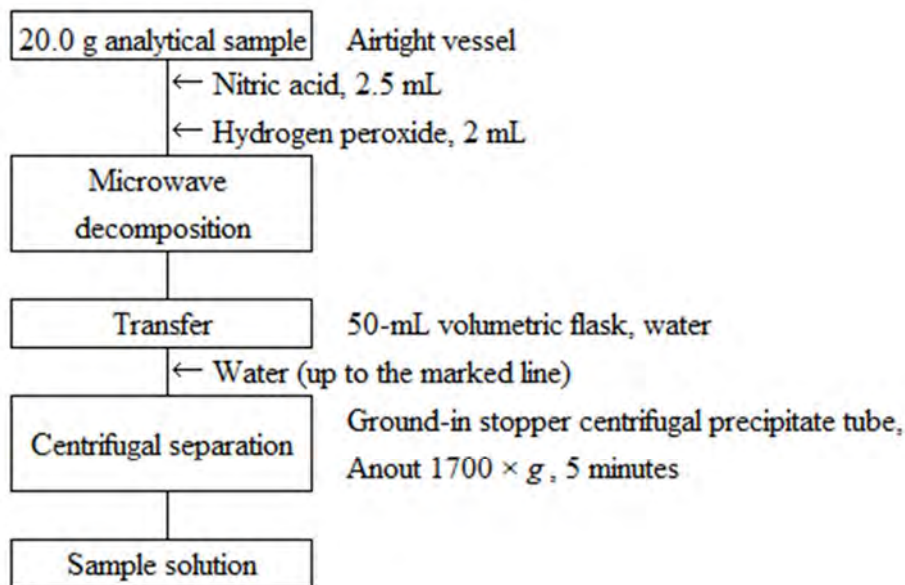 20.0 g analytical sample Airtight vessel
← Nitric acid, 2.5 mL
← Hydrogen peroxide, 2 mL
Microwave
decomposition
Transfer 50-mL volumetric flask, water
← Water (up to the marked line)
Centrifugal separation
Ground-in stopper centrifugal precipitate tube,
Anout 1700 × g , 5 minutes
Sample solution